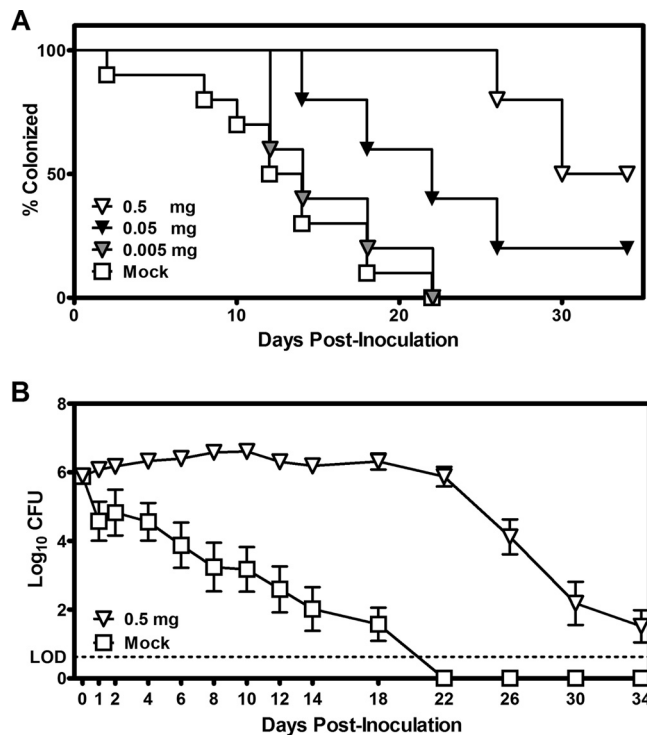 A
% Colonized
100
50
0
0.5 mg
0.05 mg
0.005 mg
Mock
0 10 20 30
Days Post-Inoculation
B
Log10 CFU
8
6
4
2
LOD
0
0.5 mg
Mock
0 1 2 4 6 8 10 12 14 18 22 26 30 34
Days Post-Inoculation